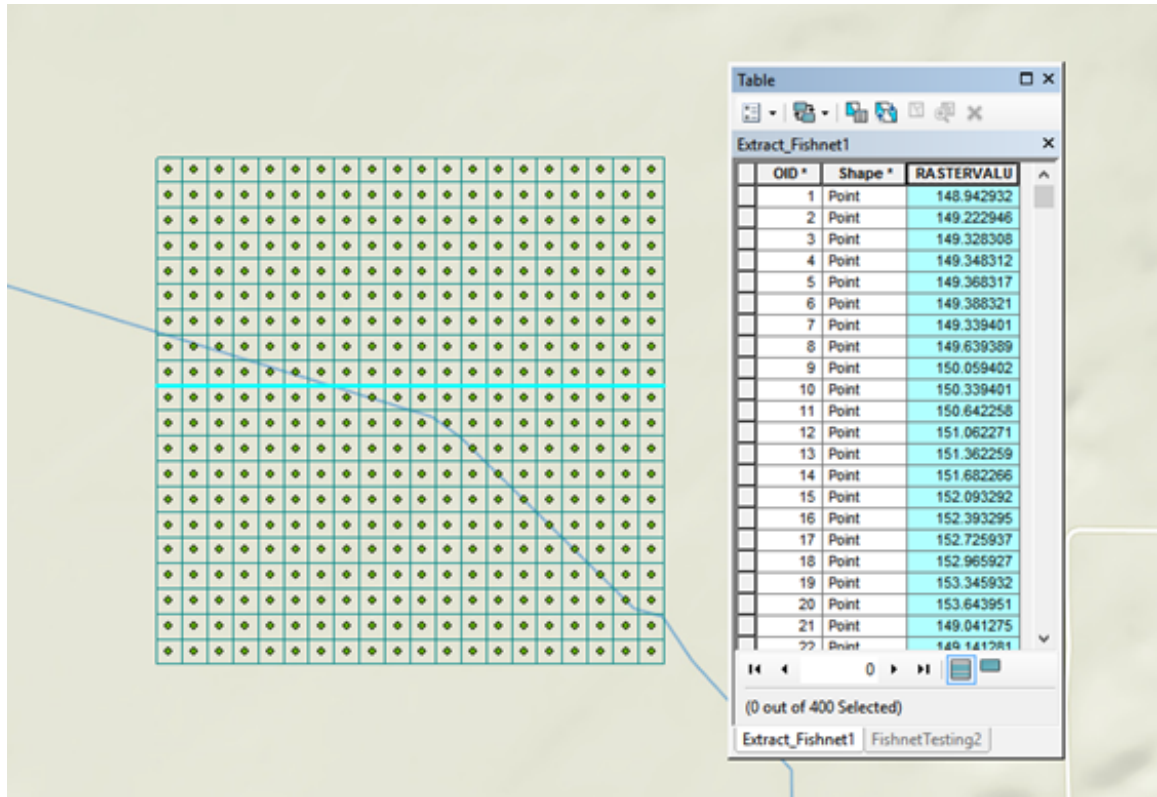 Table
Extract_Fishnet1
OID * Shape * RASTERVALU
1 Point 148.942932
2 Point 149.222946
3 Point 149.328308
4 Point 149.348312
5 Point 149.368317
6 Point 149.388321
7 Point 149.339401
8 Point 149.639389
9 Point 150.059402
10 Point 150.339401
11 Point 150.642258
12 Point 151.062271
13 Point 151.362259
14 Point 151.682266
15 Point 152.093292
16 Point 152.393295
17 Point 152.725937
18 Point 152.965927
19 Point 153.345932
20 Point 153.643951
21 Point 149.041275
22 Point 149.141281
0
(0 out of 400 Selected)
Extract_Fishnet1 FishnetTesting2